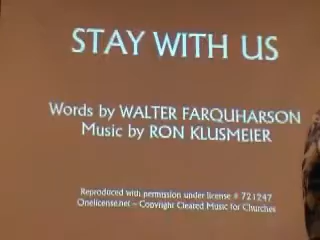 STAY WITH US
Words by WALTER FARQUHARSON
Music by RON KLUSMEIER
Reproduced with permission under license # 721247
Onelicense.net – Copyright Cleared Music for Churches